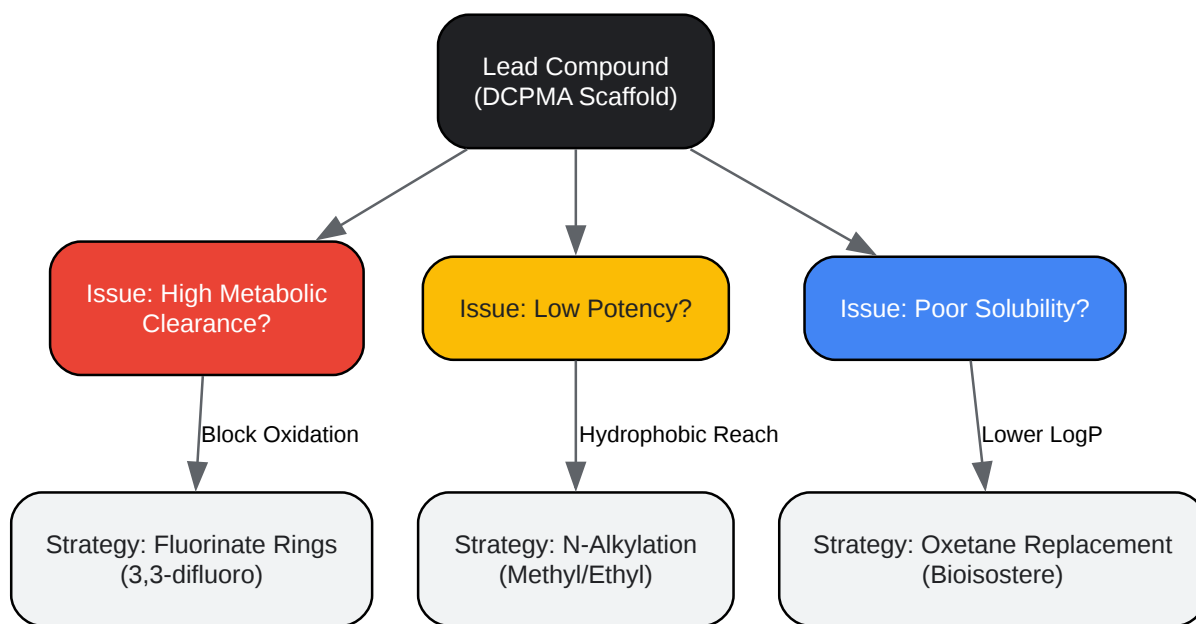 Lead Compound
(DCPMA Scaffold)
Issue: High Metabolic
Clearance?
Issue: Low Potency?
Issue: Poor Solubility?
Block Oxidation
Hydrophobic Reach
Lower LogP
Strategy: Fluorinate Rings
(3,3-difluoro)
Strategy: N-Alkylation
(Methyl/Ethyl)
Strategy: Oxetane Replacement
(Bioisostere)